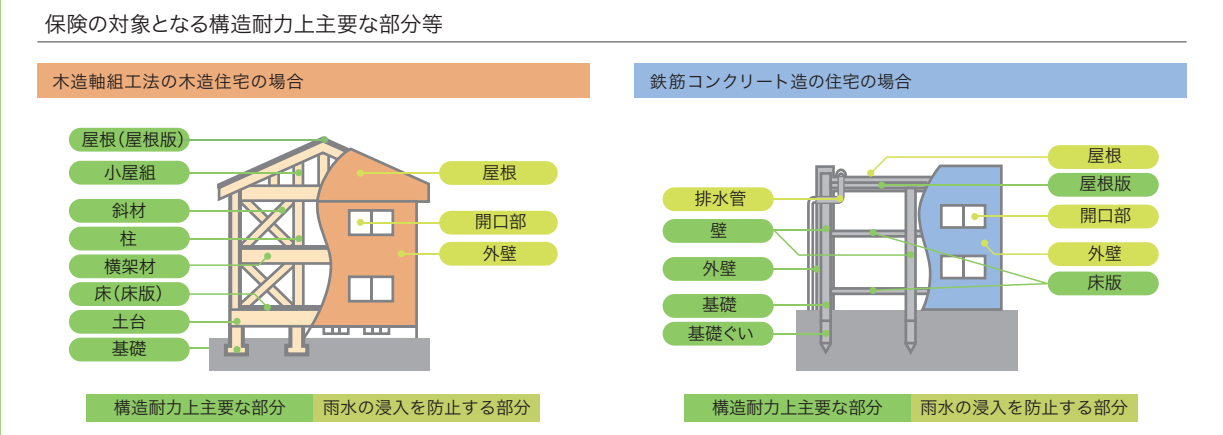 保険の対象となる構造耐力上主要な部分等
木造軸組工法の木造住宅の場合
屋根(屋根版)
小屋組
斜材
柱
横架材
床(床版)
土台
基礎
屋根
開口部
外壁
構造耐力上主要な部分
雨水の浸入を防止する部分
鉄筋コンクリート造の住宅の場合
排水管
壁
外壁
基礎
基礎ぐい
屋根
屋根版
開口部
外壁
床版
構造耐力上主要な部分
雨水の浸入を防止する部分